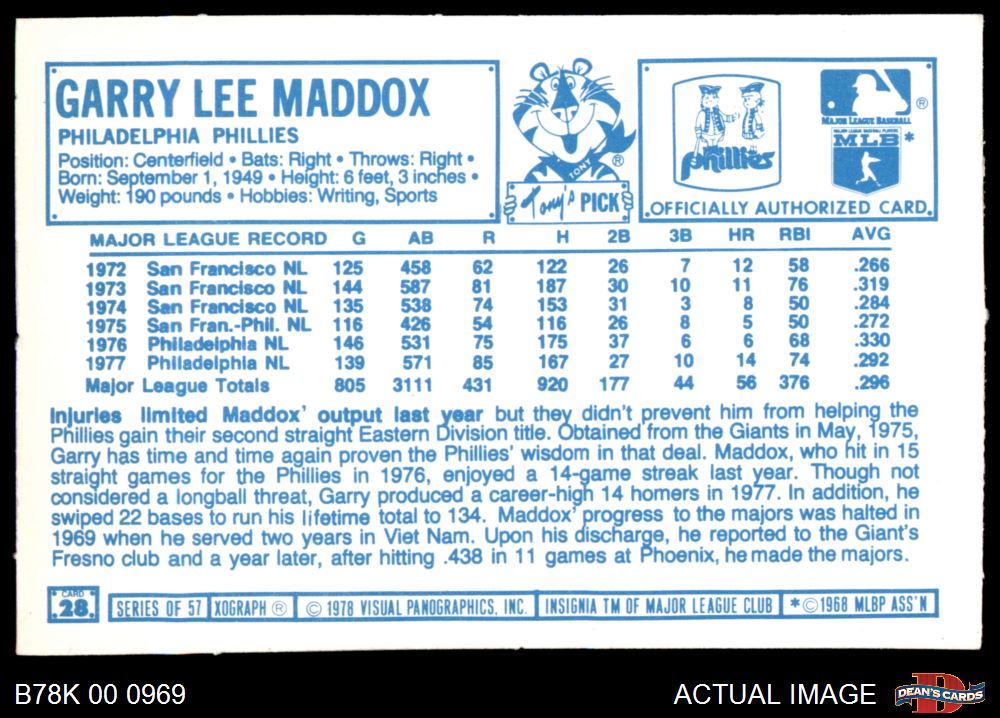 GARRY LEE MADDOX
PHILADELPHIA PHILLIES
Position: Centerfield • Bats: Right • Throws: Right •
Born: September 1, 1949 • Height: 6 feet, 3 inches •
Weight: 190 pounds • Hobbies: Writing, Sports
TONY
®
Tony's PICK
phillies
®
MAJOR LEAGUE BASEBALL
MAJOR LEAGUE BASEBALL PLAYERS
MLB *
OFFICIALLY AUTHORIZED CARD
MAJOR LEAGUE RECORD G AB R H 2B 3B HR RBI AVG
1972 San Francisco NL 125 458 62 122 26 7 12 58 .266
1973 San Francisco NL 144 587 81 187 30 10 11 76 .319
1974 San Francisco NL 135 538 74 153 31 3 8 50 .284
1975 San Fran.-Phil. NL 116 426 54 116 26 8 5 50 .272
1976 Philadelphia NL 146 531 75 175 37 6 6 68 .330
1977 Philadelphia NL 139 571 85 167 27 10 14 74 .292
Major League Totals 805 3111 431 920 177 44 56 376 .296
Injuries limited Maddox' output last year but they didn't prevent him from helping the
Phillies gain their second straight Eastern Division title. Obtained from the Giants in May, 1975,
Garry has time and time again proven the Phillies' wisdom in that deal. Maddox, who hit in 15
straight games for the Phillies in 1976, enjoyed a 14-game streak last year. Though not
considered a longball threat, Garry produced a career-high 14 homers in 1977. In addition, he
swiped 22 bases to run his lifetime total to 134. Maddox' progress to the majors was halted in
1969 when he served two years in Viet Nam. Upon his discharge, he reported to the Giant's
Fresno club and a year later, after hitting .438 in 11 games at Phoenix, he made the majors.
CARD
28
SERIES OF 57 XOGRAPH ® © 1978 VISUAL PANOGRAPHICS, INC. INSIGNIA TM OF MAJOR LEAGUE CLUB * © 1968 MLBP ASS'N
B78K 00 0969
ACTUAL IMAGE
D
DEAN'S CARDS